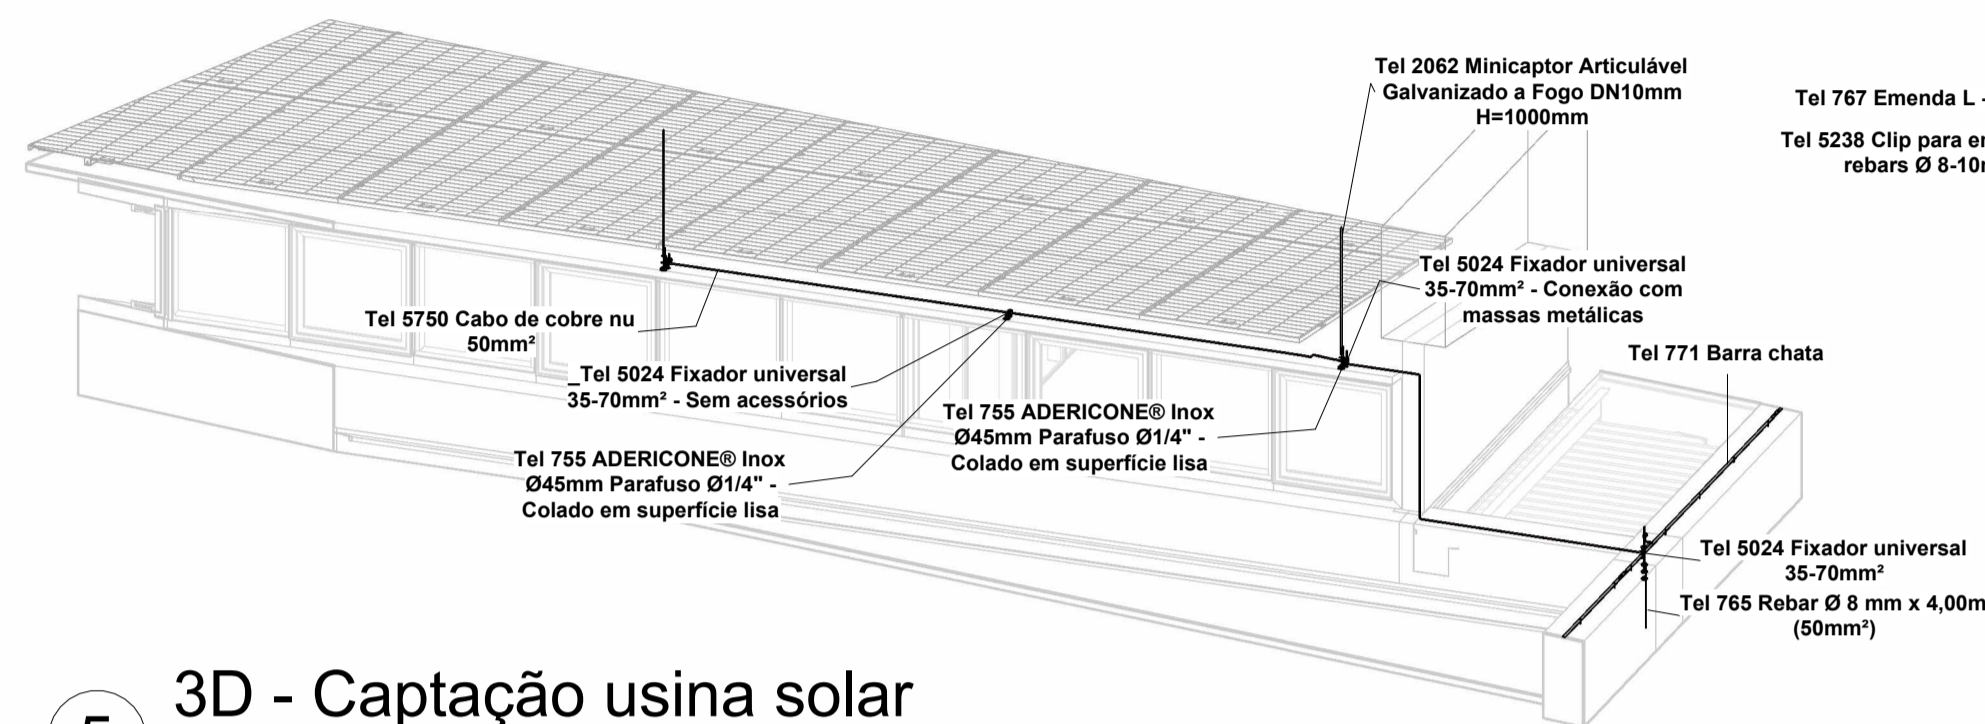 Tel 2062 Minicaptor Articulável
Galvanizado a Fogo DN10mm
H=1000mm
Tel 767 Emenda L -
Tel 5238 Clip para
rebars Ø
Tel 5024 Fixador universal
35-70mm² - Conexão com
massas metálicas
Tel 5750 Cabo de cobre nu
50mm²
Tel 771 Barra chata
_Tel 5024 Fixador universal
35-70mm² - Sem acessórios
Tel 755 ADERICONE® Inox
Ø45mm Parafuso Ø1/4" -
Colado em superfície lisa
Tel 755 ADERICONE® Inox
Ø45mm Parafuso Ø1/4" -
Colado em superfície lisa
Tel 5024 Fixador universal
35-70mm²
Tel 765 Rebar Ø 8 mm x 4,00m
(50mm²)
3D - Captação usina solar
5